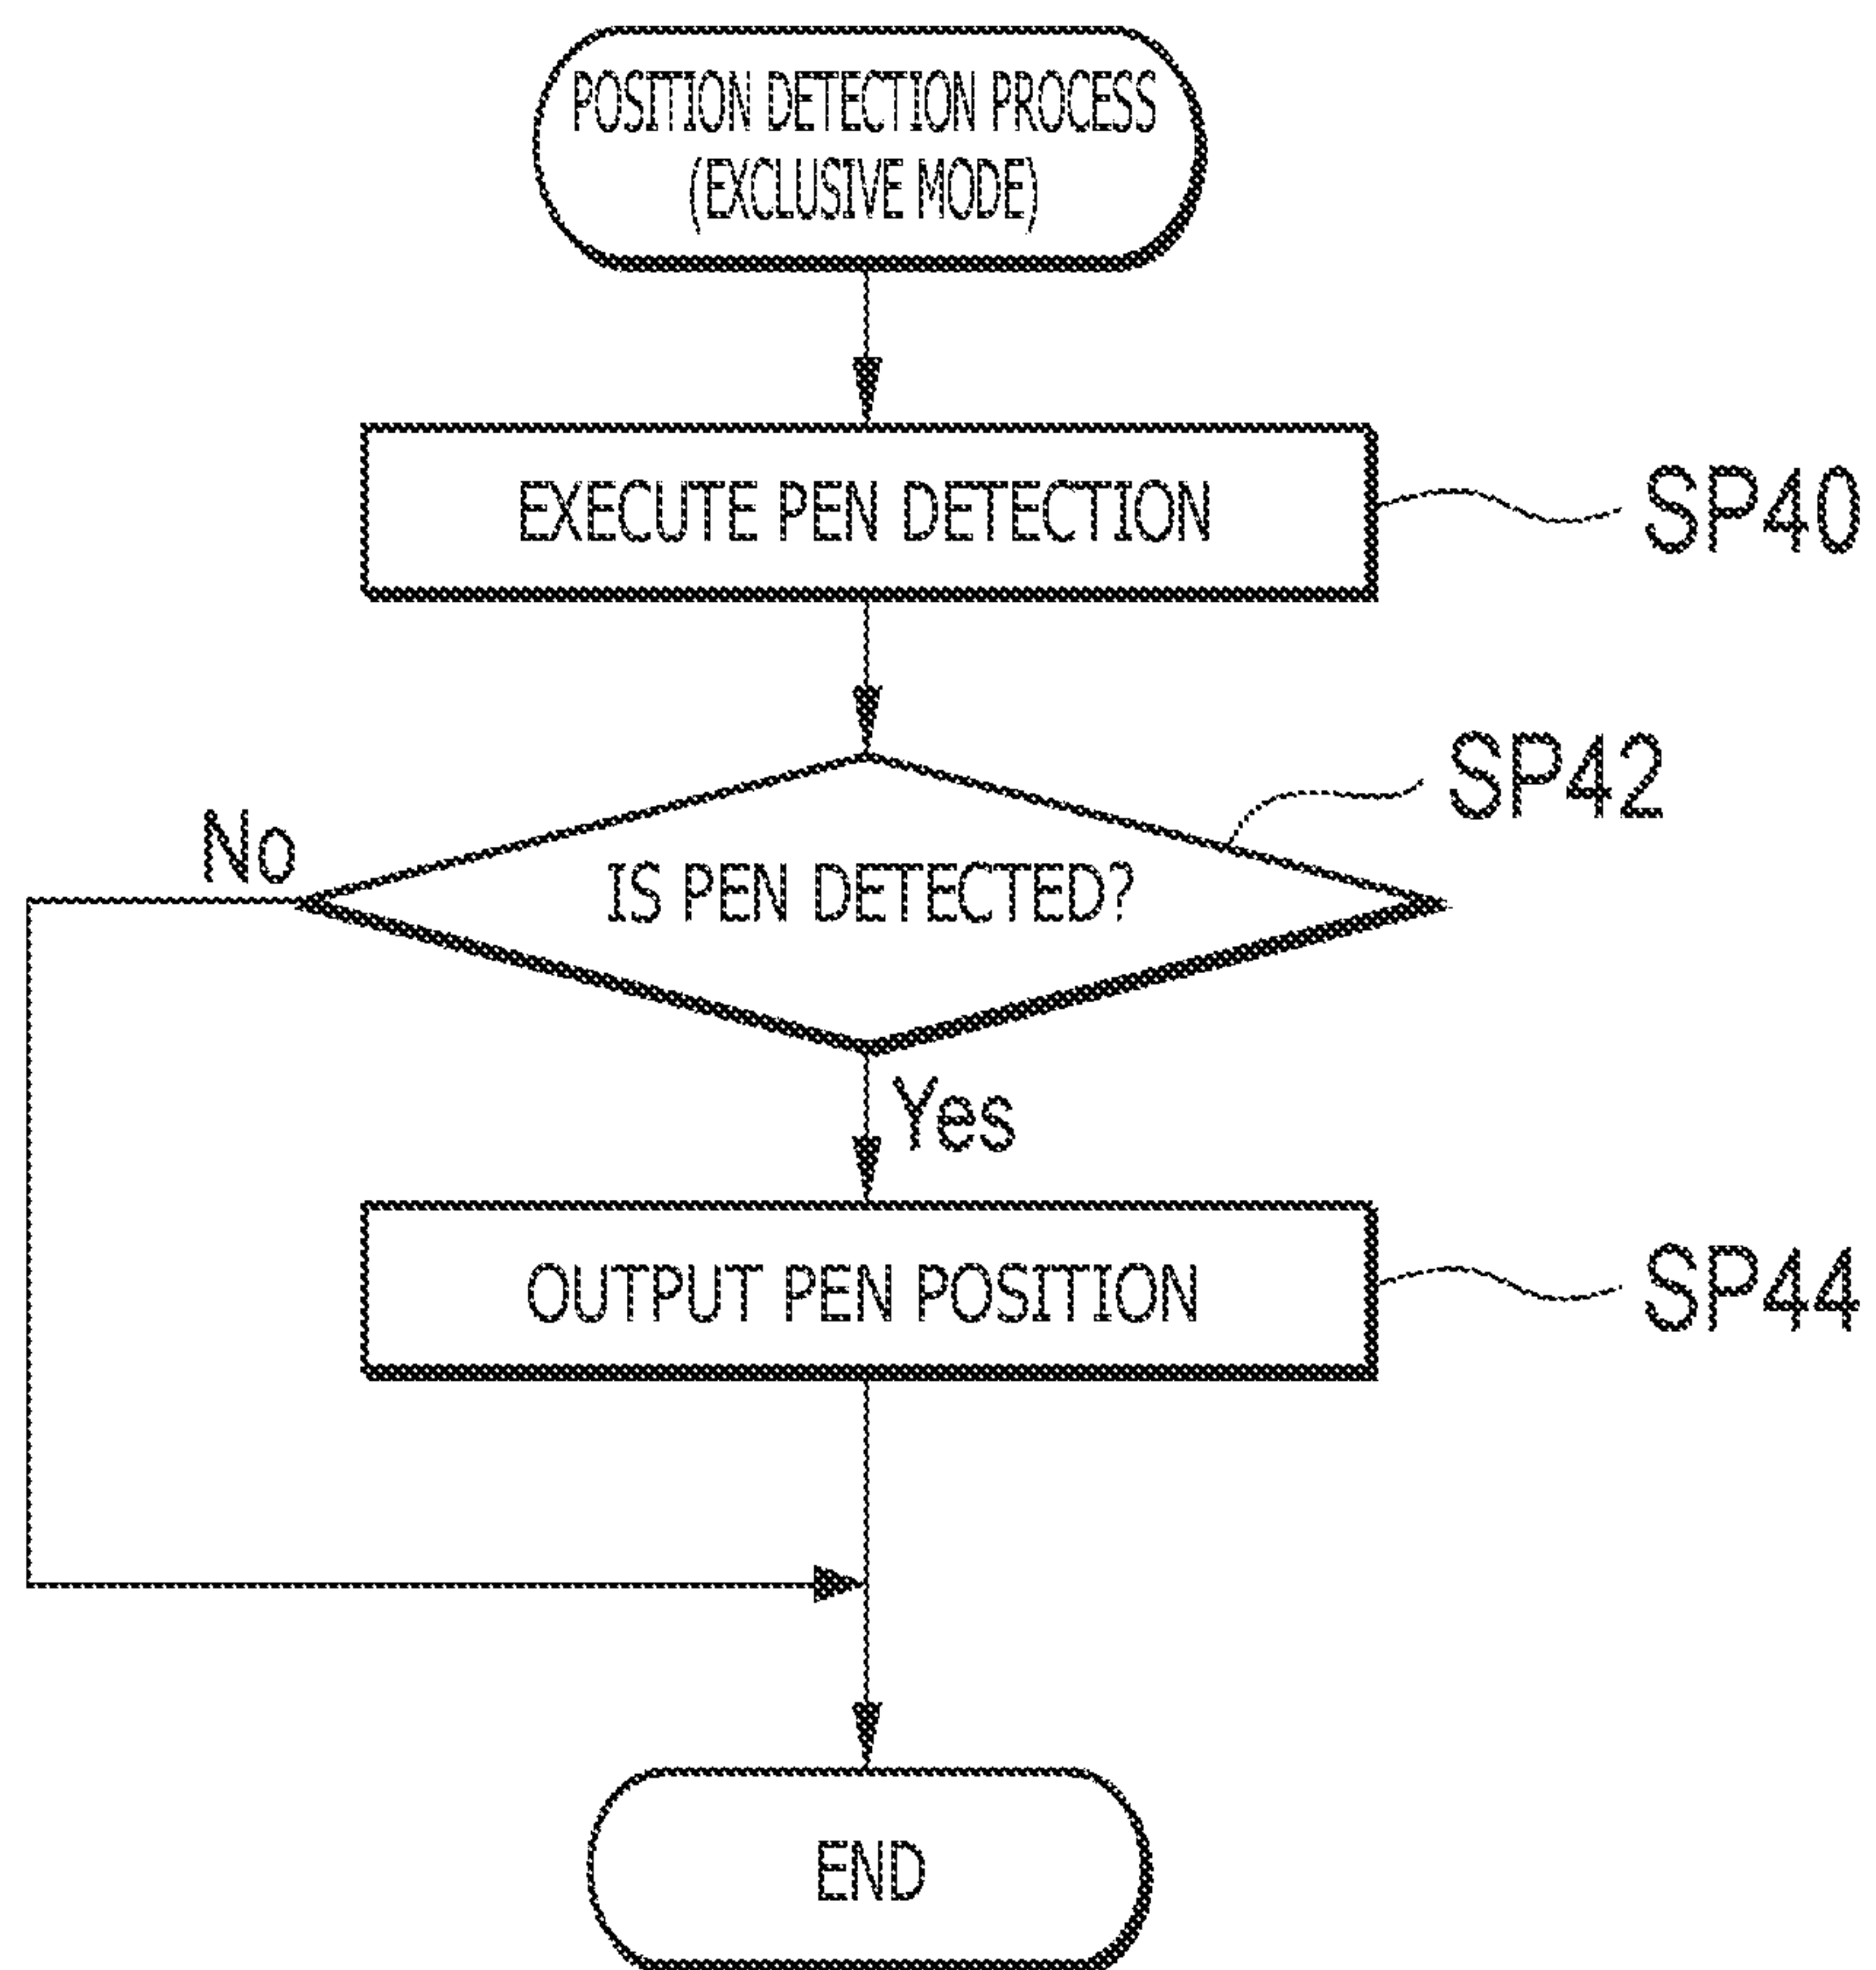 POSITION DETECTION PROCESS
(EXCLUSIVE MODE)
EXECUTE PEN DETECTION
SP40
SP42
No
IS PEN DETECTED?
Yes
OUTPUT PEN POSITION
SP44
END